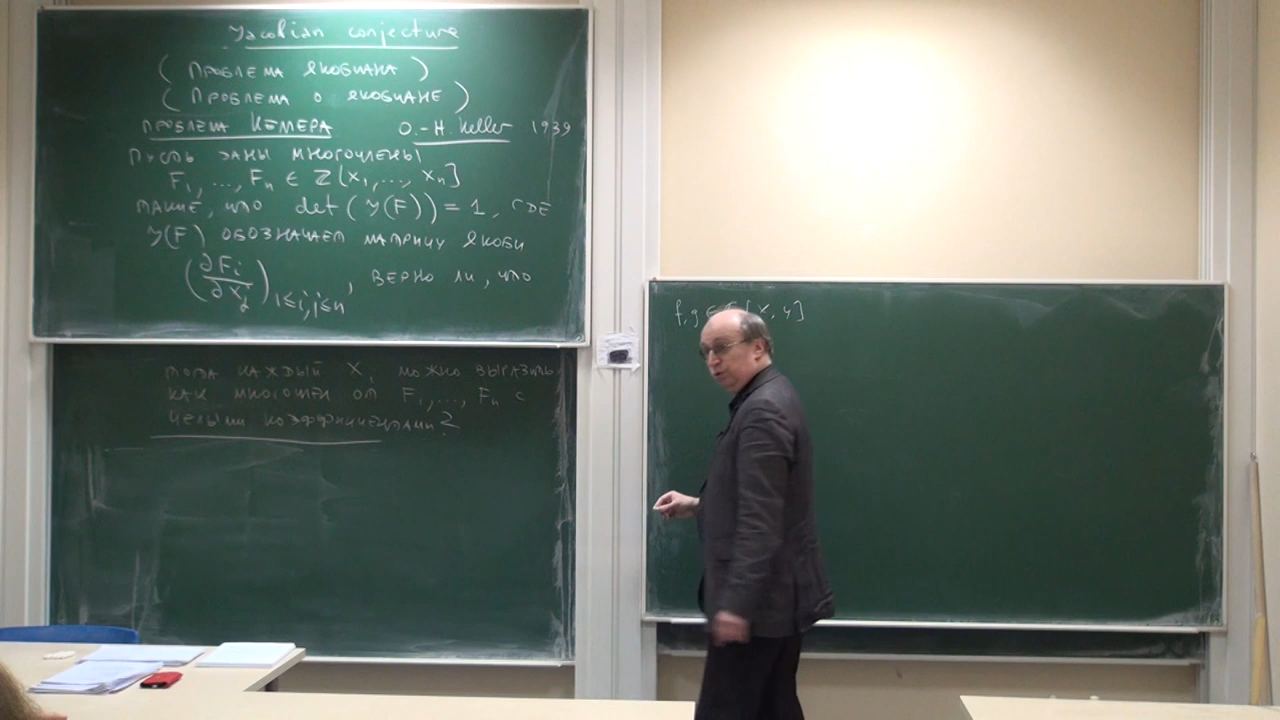 Jacobian conjecture
( ПРОБЛЕМА ЯКОБИАНА )
( ПРОБЛЕМА О ЯКОБИАНЕ )
ПРОБЛЕМА КЕЛЛЕРА O.-H. Keller 1939
ПУСТЬ ДАНЫ МНОГОЧЛЕНЫ
F₁, ..., Fₙ ∈ ℤ[x₁, ..., xₙ]
ТАКИЕ, ЧТО det(J(F)) = 1, ГДЕ
J(F) ОБОЗНАЧАЕТ МАТРИЦУ ЯКОБИ
(∂Fᵢ/∂xⱼ)1≤i,j≤n, ВЕРНО ЛИ, ЧТО
ТОГДА КАЖДЫЙ Xᵢ МОЖНО ВЫРАЗИТЬ
КАК МНОГОЧЛЕН ОТ F₁, ..., Fₙ С
ЦЕЛЫМИ КОЭФФИЦИЕНТАМИ?
f, g ∈ x, y]